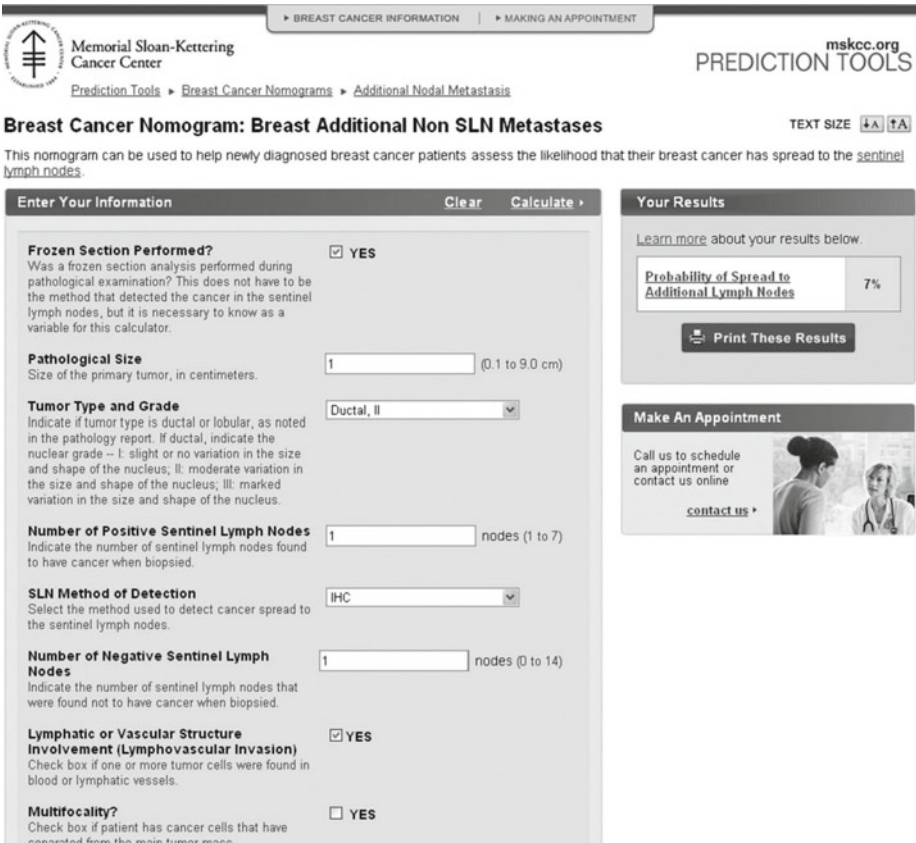 ▸ BREAST CANCER INFORMATION | ▸ MAKING AN APPOINTMENT
Memorial Sloan-Kettering
Cancer Center
mskcc.org
PREDICTION TOOLS
Prediction Tools ▸ Breast Cancer Nomograms ▸ Additional Nodal Metastasis
Breast Cancer Nomogram: Breast Additional Non SLN Metastases
TEXT SIZE ↓A ↑A
This nomogram can be used to help newly diagnosed breast cancer patients assess the likelihood that their breast cancer has spread to the sentinel
lymph nodes.
Enter Your Information Clear Calculate ▸
Frozen Section Performed?
Was a frozen section analysis performed during
pathological examination? This does not have to be
the method that detected the cancer in the sentinel
lymph nodes, but it is necessary to know as a
variable for this calculator.
YES
Pathological Size
Size of the primary tumor, in centimeters.
1 (0.1 to 9.0 cm)
Tumor Type and Grade
Indicate if tumor type is ductal or lobular, as noted
in the pathology report. If ductal, indicate the
nuclear grade -- I: slight or no variation in the size
and shape of the nucleus; II: moderate variation in
the size and shape of the nucleus; III: marked
variation in the size and shape of the nucleus.
Ductal, II
Number of Positive Sentinel Lymph Nodes
Indicate the number of sentinel lymph nodes found
to have cancer when biopsied.
1 nodes (1 to 7)
SLN Method of Detection
Select the method used to detect cancer spread to
the sentinel lymph nodes.
IHC
Number of Negative Sentinel Lymph
Nodes
Indicate the number of sentinel lymph nodes that
were found not to have cancer when biopsied.
1 nodes (0 to 14)
Lymphatic or Vascular Structure
Involvement (Lymphovascular Invasion)
Check box if one or more tumor cells were found in
blood or lymphatic vessels.
YES
Multifocality?
Check box if patient has cancer cells that have
separated from the main tumor mass.
YES
Your Results
Learn more about your results below.
Probability of Spread to
Additional Lymph Nodes
7%
Print These Results
Make An Appointment
Call us to schedule
an appointment or
contact us online
contact us ▸